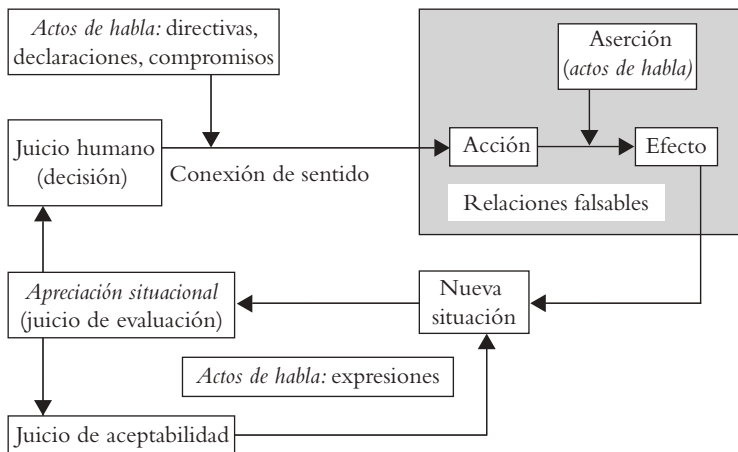 Actos de habla: directivas,
declaraciones, compromisos
Aserción
(actos de habla)
Juicio humano
(decisión)
Conexión de sentido
Acción
Efecto
Relaciones falsables
Apreciación situacional
(juicio de evaluación)
Nueva
situación
Actos de habla: expresiones
Juicio de aceptabilidad